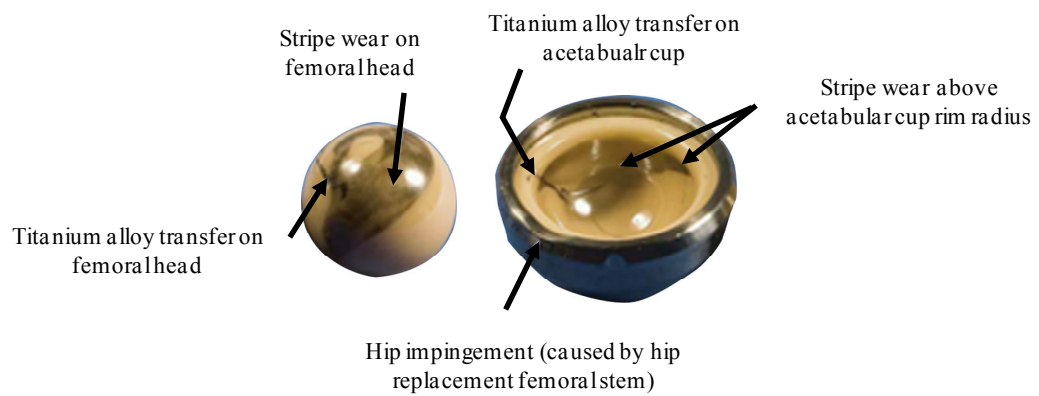 Stripe wear on
femoral head
Titanium alloy transfer on
acetabualr cup
Stripe wear above
acetabular cup rim radius
Titanium alloy transfer on
femoral head
Hip impingement (caused by hip
replacement femoral stem)